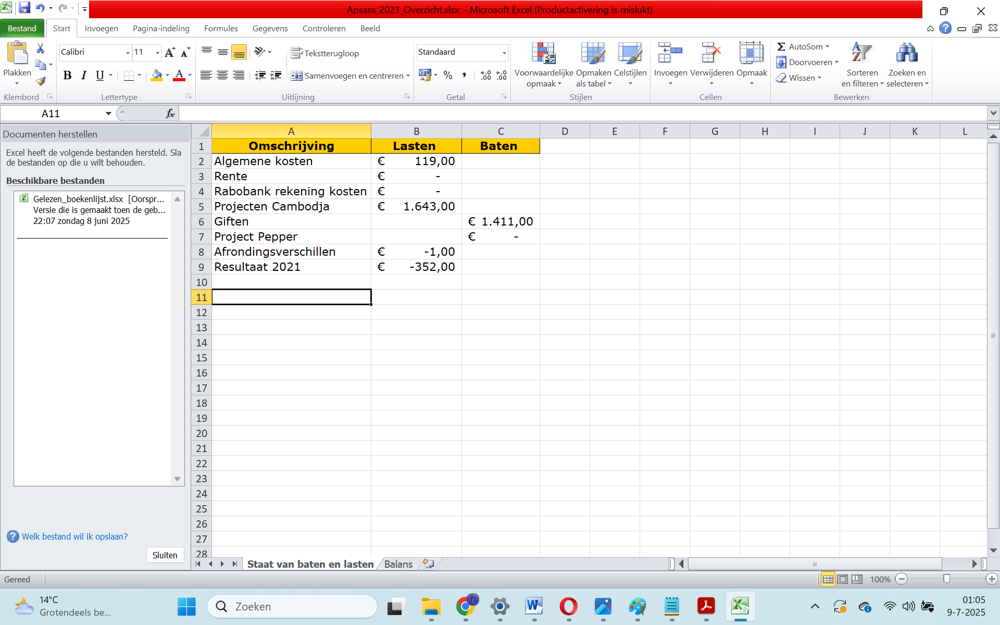 Apsara_2021_Overzicht.xlsx - Microsoft Excel (Productactivering is mislukt)
Bestand Start Invoegen Pagina-indeling Formules Gegevens Controleren Beeld
Plakken
Klembord
Calibri 11
B I U A
Lettertype
Tekstterugloop
Samenvoegen en centreren
Uitlijning
Standaard
% ,00 ,00
Getal
Voorwaardelijke opmaak
Opmaken als tabel
Celstijlen
Stijlen
Invoegen Verwijderen Opmaak
Cellen
Σ AutoSom
Doorvoeren
Wissen
Sorteren en filteren
Zoeken en selecteren
Bewerken
A11 fx
Documenten herstellen
Excel heeft de volgende bestanden hersteld. Sla
de bestanden op die u wilt behouden.
Beschikbare bestanden
Gelezen_boekenlijst.xlsx [Oorspr...
Versie die is gemaakt toen de geb...
22:07 zondag 8 juni 2025
Welk bestand wil ik opslaan?
Sluiten
A B C D E F G H I J K L
1 Omschrijving Lasten Baten
2 Algemene kosten € 119,00
3 Rente € -
4 Rabobank rekening kosten € -
5 Projecten Cambodja € 1.643,00
6 Giften € 1.411,00
7 Project Pepper € -
8 Afrondingsverschillen € -1,00
9 Resultaat 2021 € -352,00
10
11
12
13
14
15
16
17
18
19
20
21
22
23
24
25
26
27
28
Staat van baten en lasten Balans
Gereed 100%
14°C
Grotendeels be...
Zoeken
01:05
9-7-2025